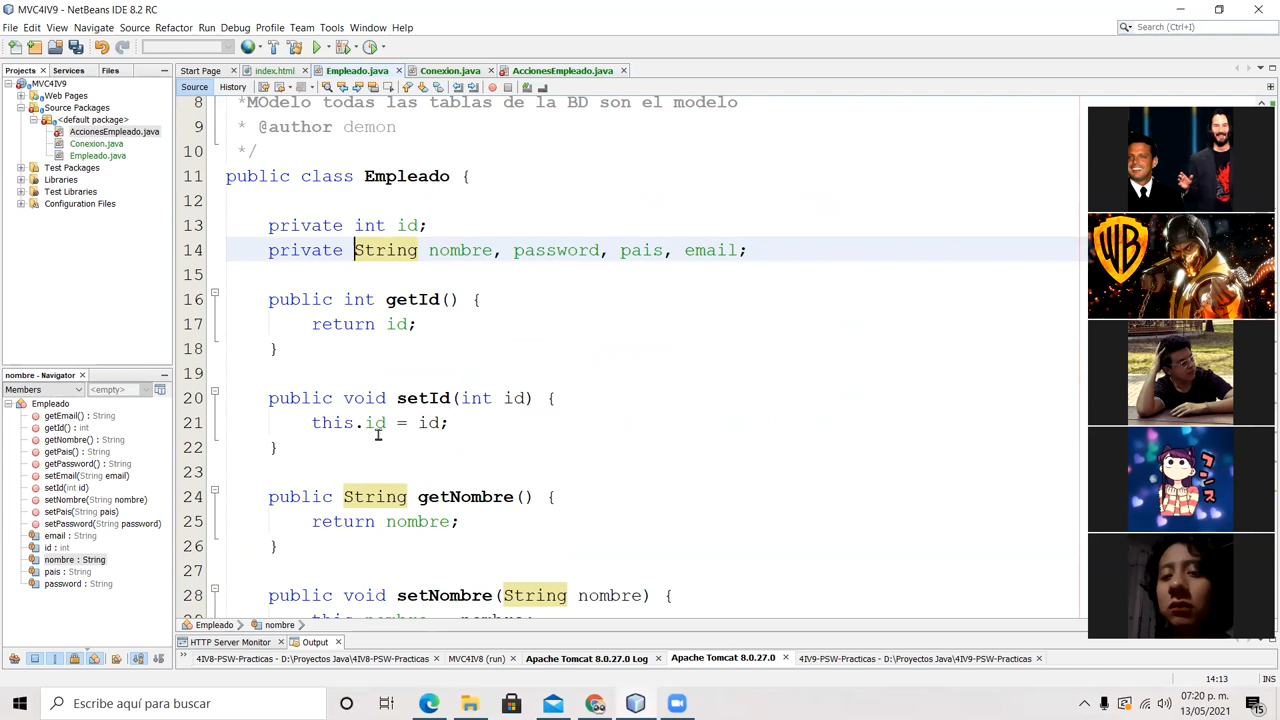 MVC4IV9 - NetBeans IDE 8.2 RC
File Edit View Navigate Source Refactor Run Debug Profile Team Tools Window Help
Search (Ctrl+I)
Projects Services Files
Start Page index.html Empleado.java Conexion.java AccionesEmpleado.java
Source History
MVC4IV9
Web Pages
Source Packages
<default package>
AccionesEmpleado.java
Conexion.java
Empleado.java
Test Packages
Libraries
Test Libraries
Configuration Files
8 *MOdelo todas las tablas de la BD son el modelo
9 * @author demon
10 */
11 public class Empleado {
12
13 private int id;
14 private String nombre, password, pais, email;
15
16 public int getId() {
17 return id;
18 }
19
20 public void setId(int id) {
21 this.id = id;
22 }
23
24 public String getNombre() {
25 return nombre;
26 }
27
28 public void setNombre(String nombre) {
nombre - Navigator
Members <empty>
Empleado
getEmail() : String
getId() : int
getNombre() : String
getPais() : String
getPassword() : String
setEmail(String email)
setId(int id)
setNombre(String nombre)
setPais(String pais)
setPassword(String password)
email : String
id : int
nombre : String
pais : String
password : String
Empleado nombre
HTTP Server Monitor Output
4IV8-PSW-Practicas - D:\Proyectos Java\4IV8-PSW-Practicas MVC4IV8 (run) Apache Tomcat 8.0.27.0 Log Apache Tomcat 8.0.27.0 4IV9-PSW-Practicas - D:\Proyectos Java\4IV9-PSW-Practicas
14:13
WB
Escribe aquí para buscar
07:20 p. m.
13/05/2021
15